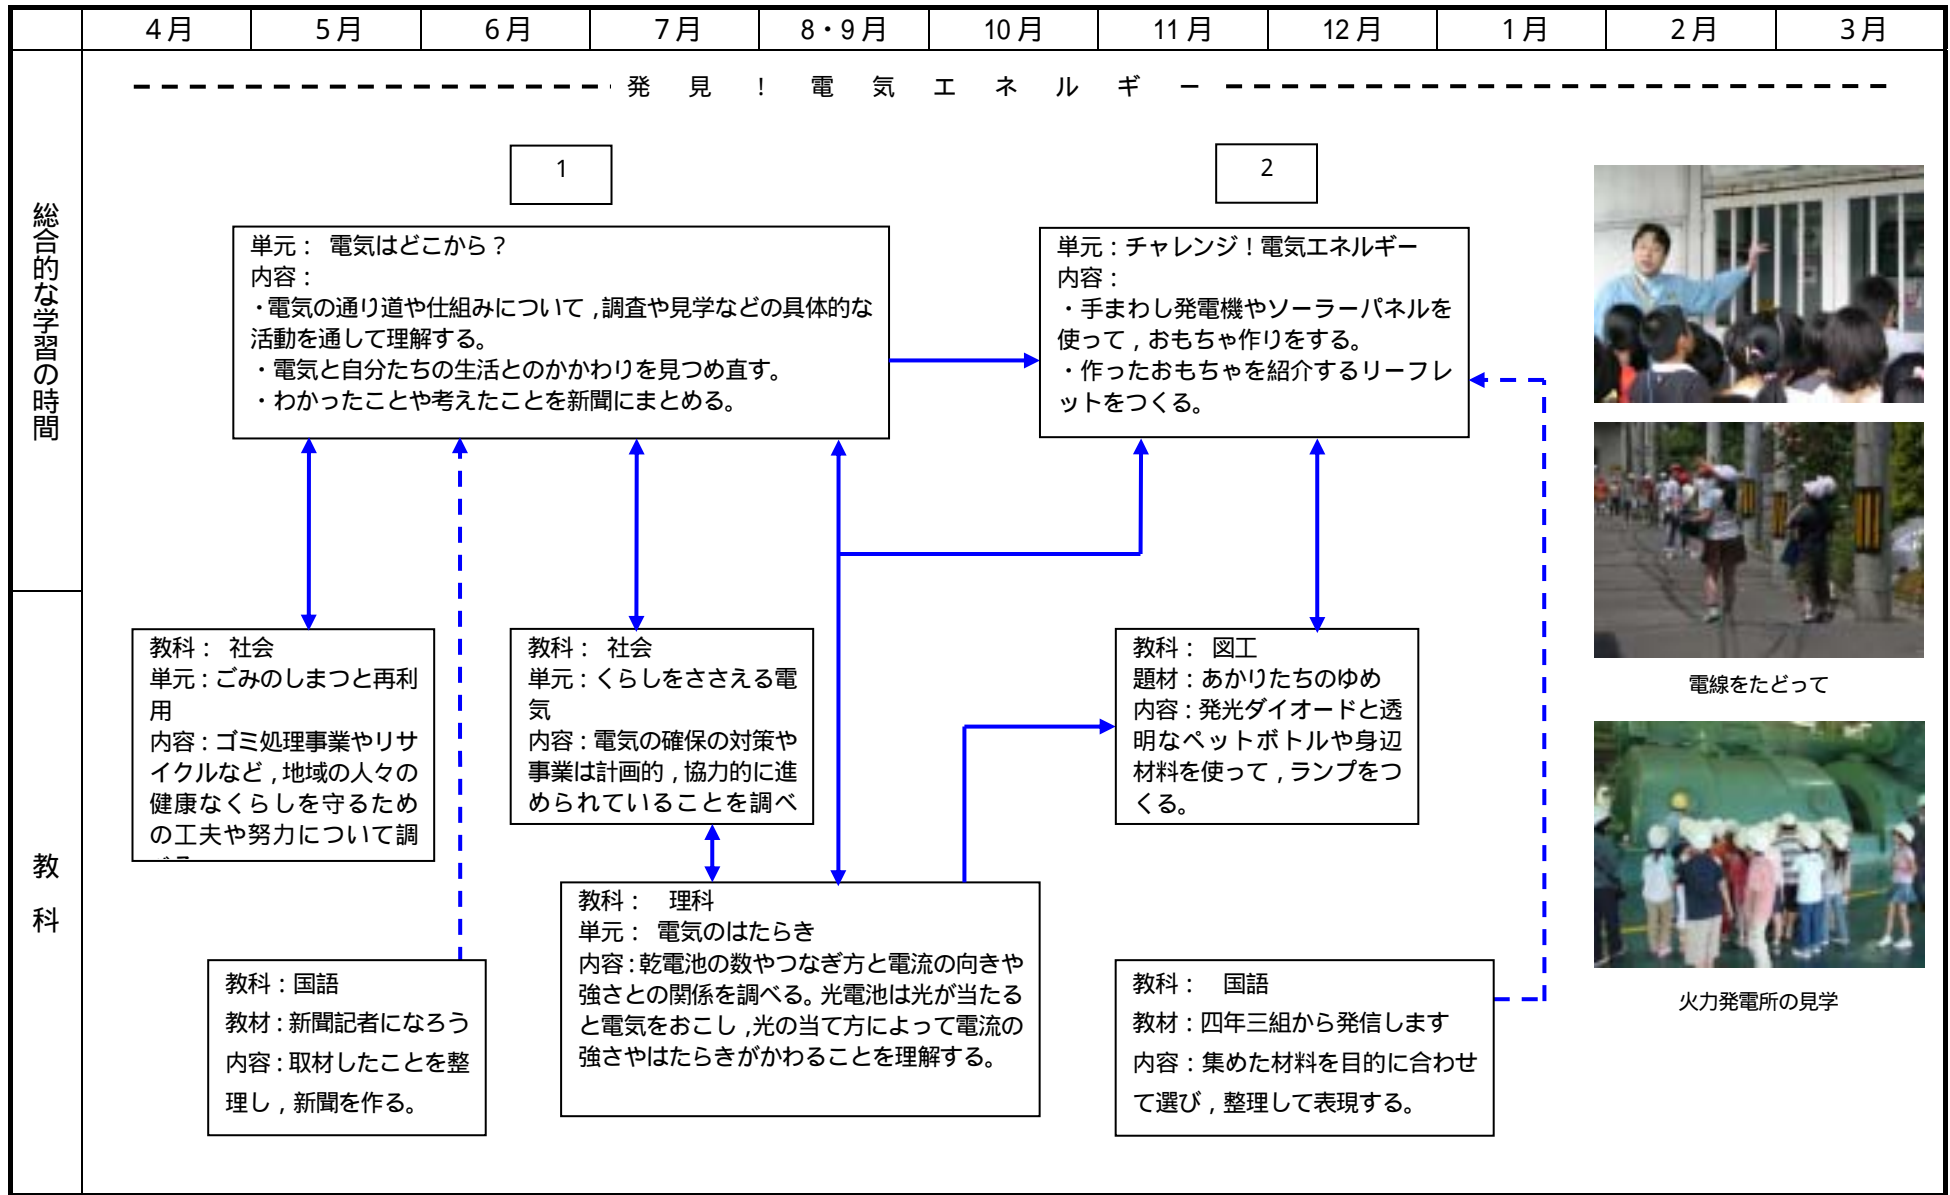 4月 5月 6月 7月 8・9月 10月 11月 12月 1月 2月 3月
総合的な学習の時間
発見！電気エネルギー
1
単元： 電気はどこから？
内容：
・電気の通り道や仕組みについて，調査や見学などの具体的な
活動を通して理解する。
・電気と自分たちの生活とのかかわりを見つめ直す。
・わかったことや考えたことを新聞にまとめる。
2
単元：チャレンジ！電気エネルギー
内容：
・手まわし発電機やソーラーパネルを
使って，おもちゃ作りをする。
・作ったおもちゃを紹介するリーフレ
ットをつくる。
教科
教科： 社会
単元：ごみのしまつと再利
用
内容：ゴミ処理事業やリサ
イクルなど，地域の人々の
健康なくらしを守るため
の工夫や努力について調
教科： 社会
単元：くらしをささえる電
気
内容：電気の確保の対策や
事業は計画的，協力的に進
められていることを調べ
教科： 図工
題材：あかりたちのゆめ
内容：発光ダイオードと透
明なペットボトルや身辺
材料を使って，ランプをつ
くる。
教科： 理科
単元： 電気のはたらき
内容：乾電池の数やつなぎ方と電流の向きや
強さとの関係を調べる。光電池は光が当たる
と電気をおこし，光の当て方によって電流の
強さやはたらきがかわることを理解する。
教科：国語
教材：新聞記者になろう
内容：取材したことを整
理し，新聞を作る。
教科： 国語
教材：四年三組から発信します
内容：集めた材料を目的に合わせ
て選び，整理して表現する。
電線をたどって
火力発電所の見学